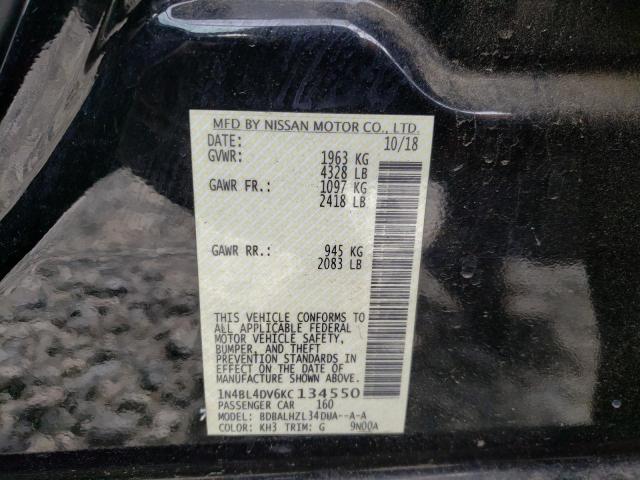 MFD BY NISSAN MOTOR CO., LTD.
DATE: 10/18
GVWR: 1963 KG
4328 LB
GAWR FR.: 1097 KG
2418 LB
GAWR RR.: 945 KG
2083 LB
THIS VEHICLE CONFORMS TO
ALL APPLICABLE FEDERAL
MOTOR VEHICLE SAFETY,
BUMPER, AND THEFT
PREVENTION STANDARDS IN
EFFECT ON THE DATE OF
MANUFACTURE SHOWN ABOVE.
1N4BL4DV6KC134550
PASSENGER CAR 160
MODEL: BDBALHZL34DUA--A-A
COLOR: KH3 TRIM: G 9N00A